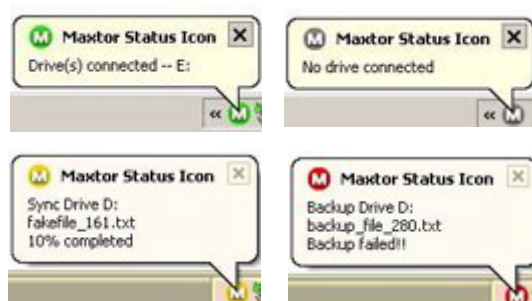 Maxtor Status Icon
Drive(s) connected -- E:
«
Maxtor Status Icon
No drive connected
«
Maxtor Status Icon
Sync Drive D:
fakefile_161.txt
10% completed
Maxtor Status Icon
Backup Drive D:
backup_file_280.txt
Backup failed!!